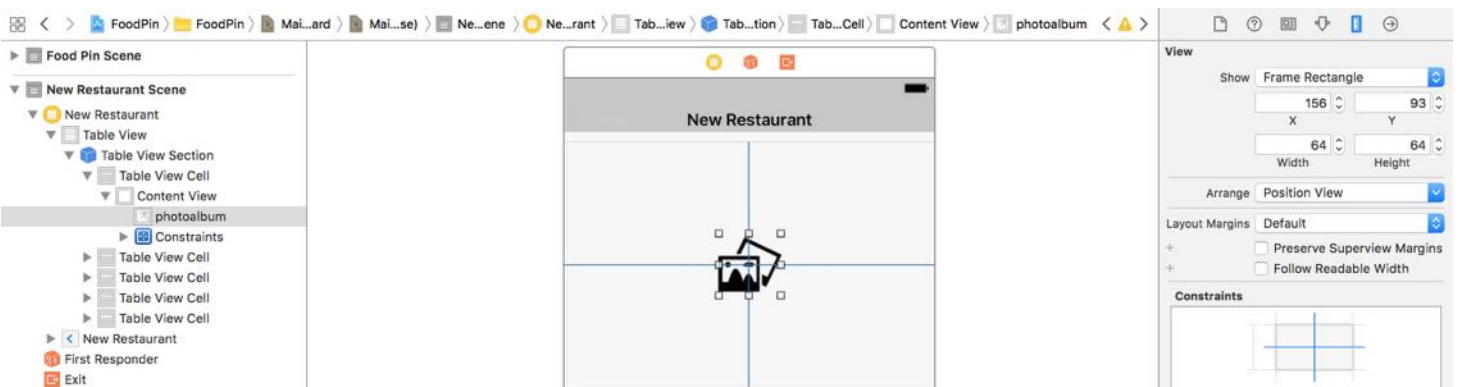 FoodPin FoodPin Mai...ard Mai...se) Ne...ene Ne...rant Tab...iew Tab...tion Tab...Cell Content View photoalbum
Food Pin Scene
New Restaurant Scene
New Restaurant
Table View
Table View Section
Table View Cell
Content View
photoalbum
Constraints
Table View Cell
Table View Cell
Table View Cell
Table View Cell
New Restaurant
First Responder
Exit
New Restaurant
View
Show Frame Rectangle
156 93
X Y
64 64
Width Height
Arrange Position View
Layout Margins Default
Preserve Superview Margins
Follow Readable Width
Constraints